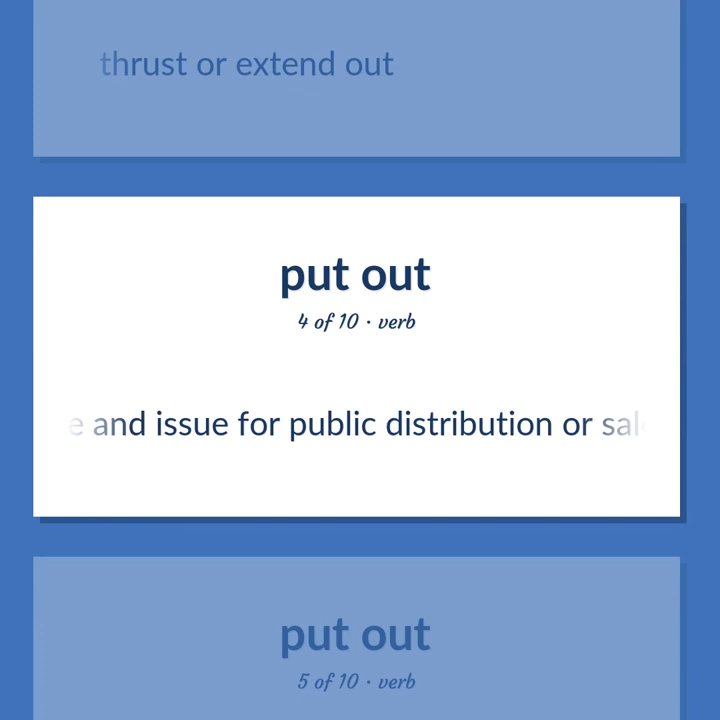 thrust or extend out
put out
4 of 10 · verb
and issue for public distribution or
put out
5 of 10 · verb